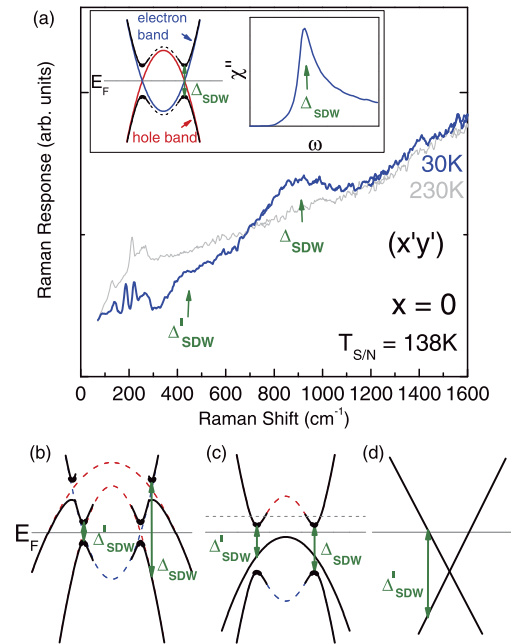 (a)
electron
band
E_F
Δ_SDW
hole band
χ''
Δ_SDW
ω
Raman Response (arb. units)
30K
230K
Δ_SDW
(x'y')
Δ'_SDW
x = 0
T_S/N = 138K
0 200 400 600 800 1000 1200 1400 1600
Raman Shift (cm⁻¹)
(b) (c) (d)
E_F
Δ'_SDW
Δ_SDW
Δ'_SDW
Δ_SDW
Δ'_SDW